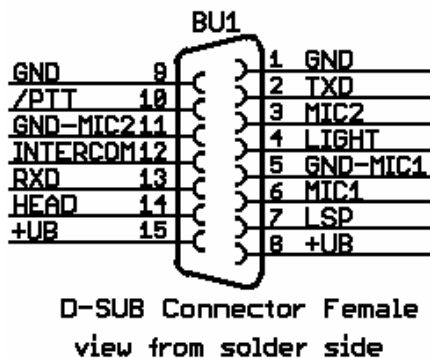 BU1
GND 9
/PTT 10
GND-MIC2 11
INTERCOM 12
RXD 13
HEAD 14
+UB 15
1 GND
2 TXD
3 MIC2
4 LIGHT
5 GND-MIC1
6 MIC1
7 LSP
8 +UB
D-SUB Connector Female
view from solder side